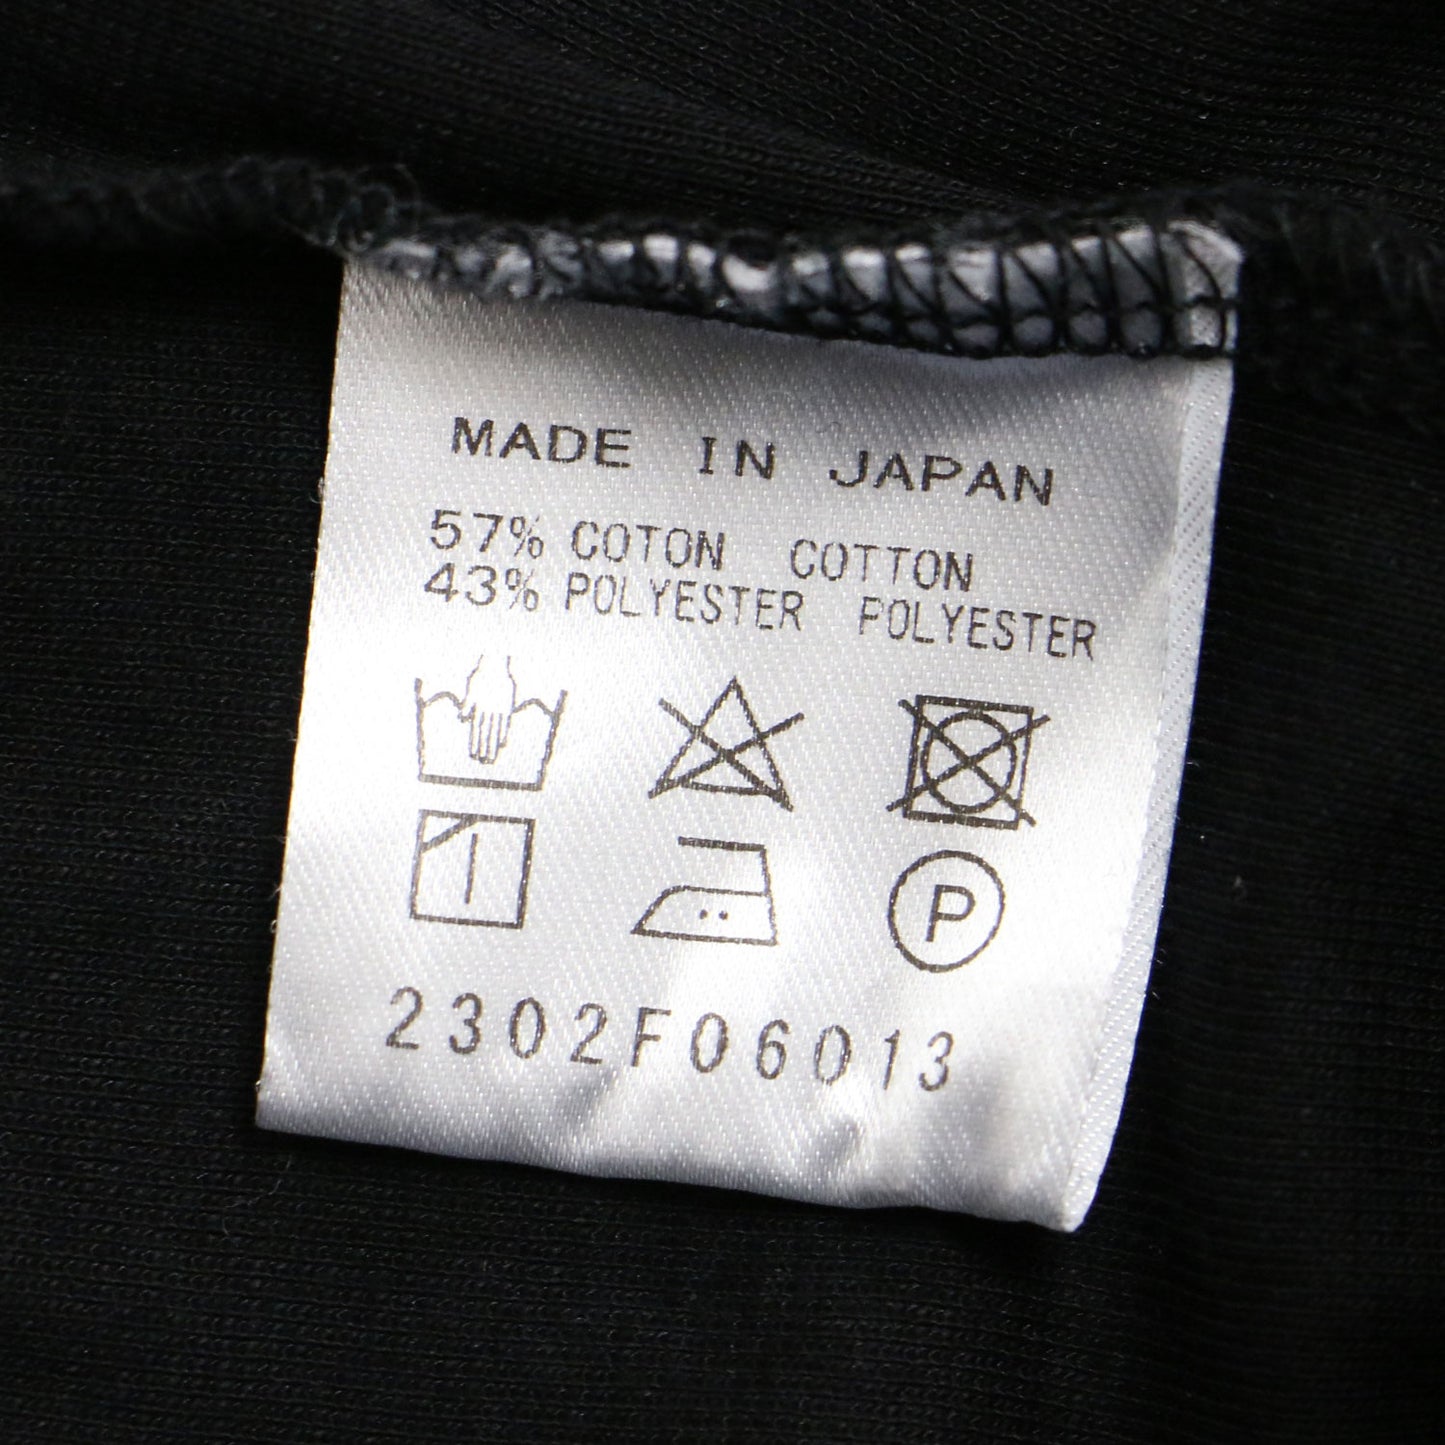 MADE IN JAPAN
57% COTON COTTON
43% POLYESTER POLYESTER
P
2302F06013